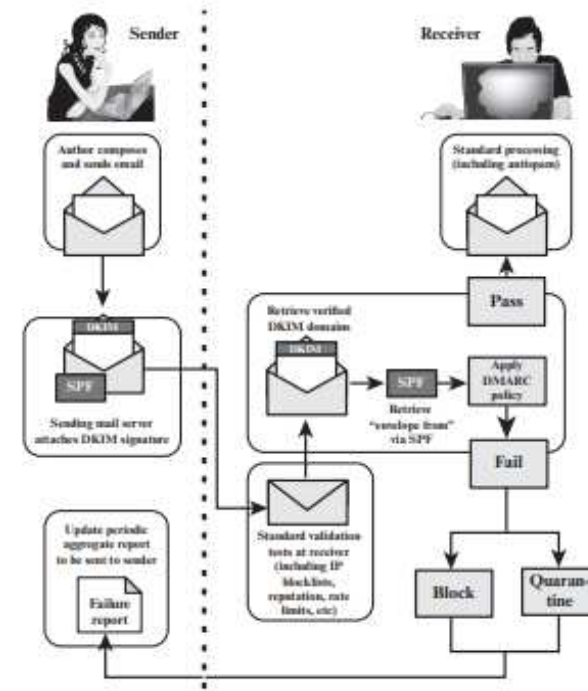 Sender
Receiver
Author composes
and sends email
Standard processing
(including antispam)
DKIM
SPF
Sending mail server
attaches DKIM signature
Retrieve verified
DKIM domains
DKIM
SPF
Retrieve
“envelope from”
via SPF
Apply
DMARC
policy
Pass
Fail
Standard validation
tests at receiver
(including IP
blocklists,
reputation, rate
limits, etc)
Update periodic
aggregate report
to be sent to sender
Failure
report
Block
Quaran-
tine